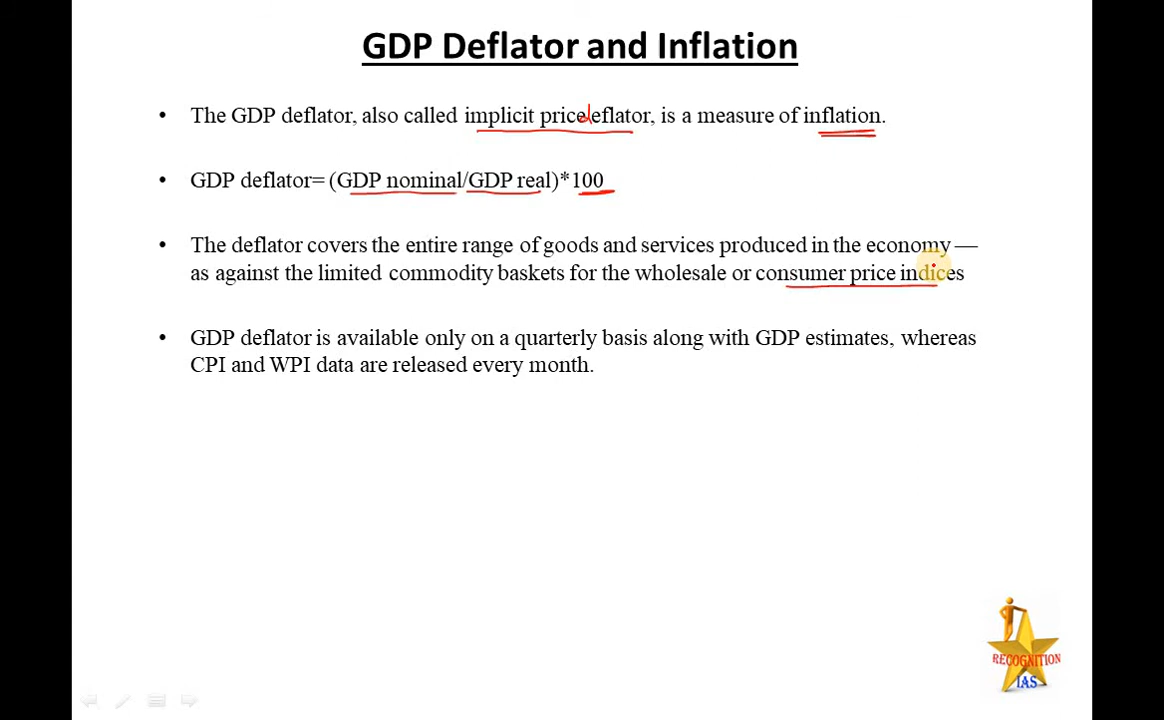 GDP Deflator and Inflation
• The GDP deflator, also called implicit pricedeflator, is a measure of inflation.
• GDP deflator= (GDP nominal/GDP real)*100
• The deflator covers the entire range of goods and services produced in the economy —
as against the limited commodity baskets for the wholesale or consumer price indices
• GDP deflator is available only on a quarterly basis along with GDP estimates, whereas
CPI and WPI data are released every month.
RECOGNITION
IAS